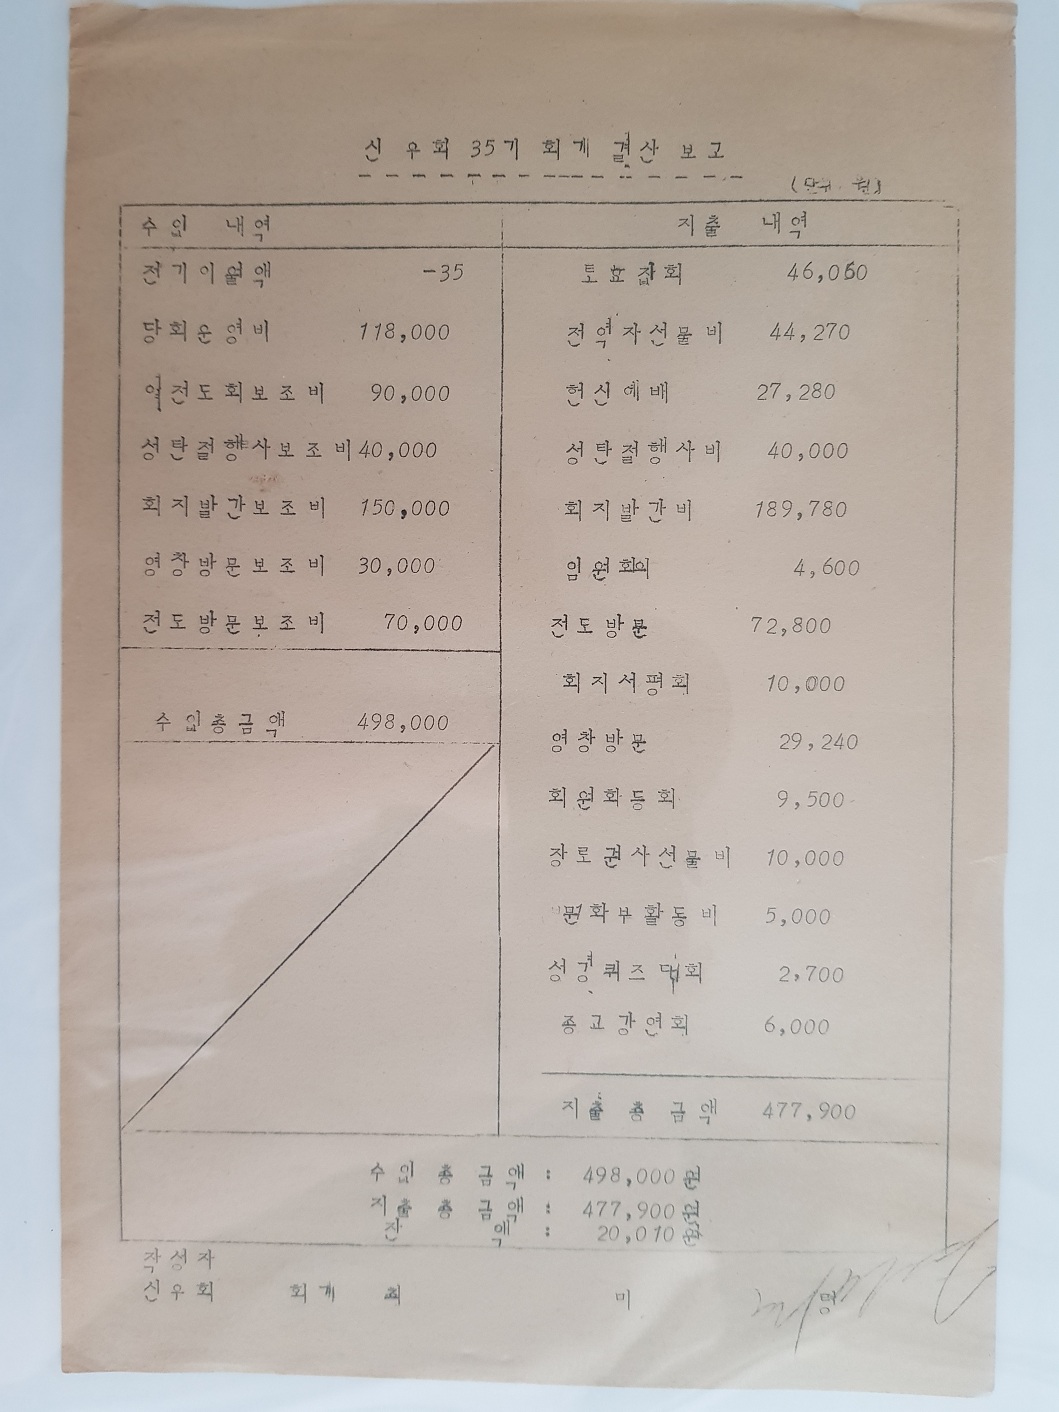 신우회 35기 회계 결산 보고
(단위 원)
수입 내역 지출 내역
전기이월액 -35 토요집회 46,060
당회운영비 118,000 전역자선물비 44,270
여전도회보조비 90,000 헌신예배 27,280
성탄절행사보조비 40,000 성탄절행사비 40,000
회지발간보조비 150,000 회지발간비 189,780
영창방문보조비 30,000 임원회의 4,600
전도방문보조비 70,000 전도방문 72,800
회지서평회 10,000
수입총금액 498,000
영창방문 29,240
회원화동회 9,500
장로권사선물비 10,000
문화부활동비 5,000
성경퀴즈대회 2,700
종고강연회 6,000
지출 총 금액 477,900
수입 총 금액 : 498,000원
지출 총 금액 : 477,900원
잔 액 : 20,010원
작성자
신우회 회계 최 미 명